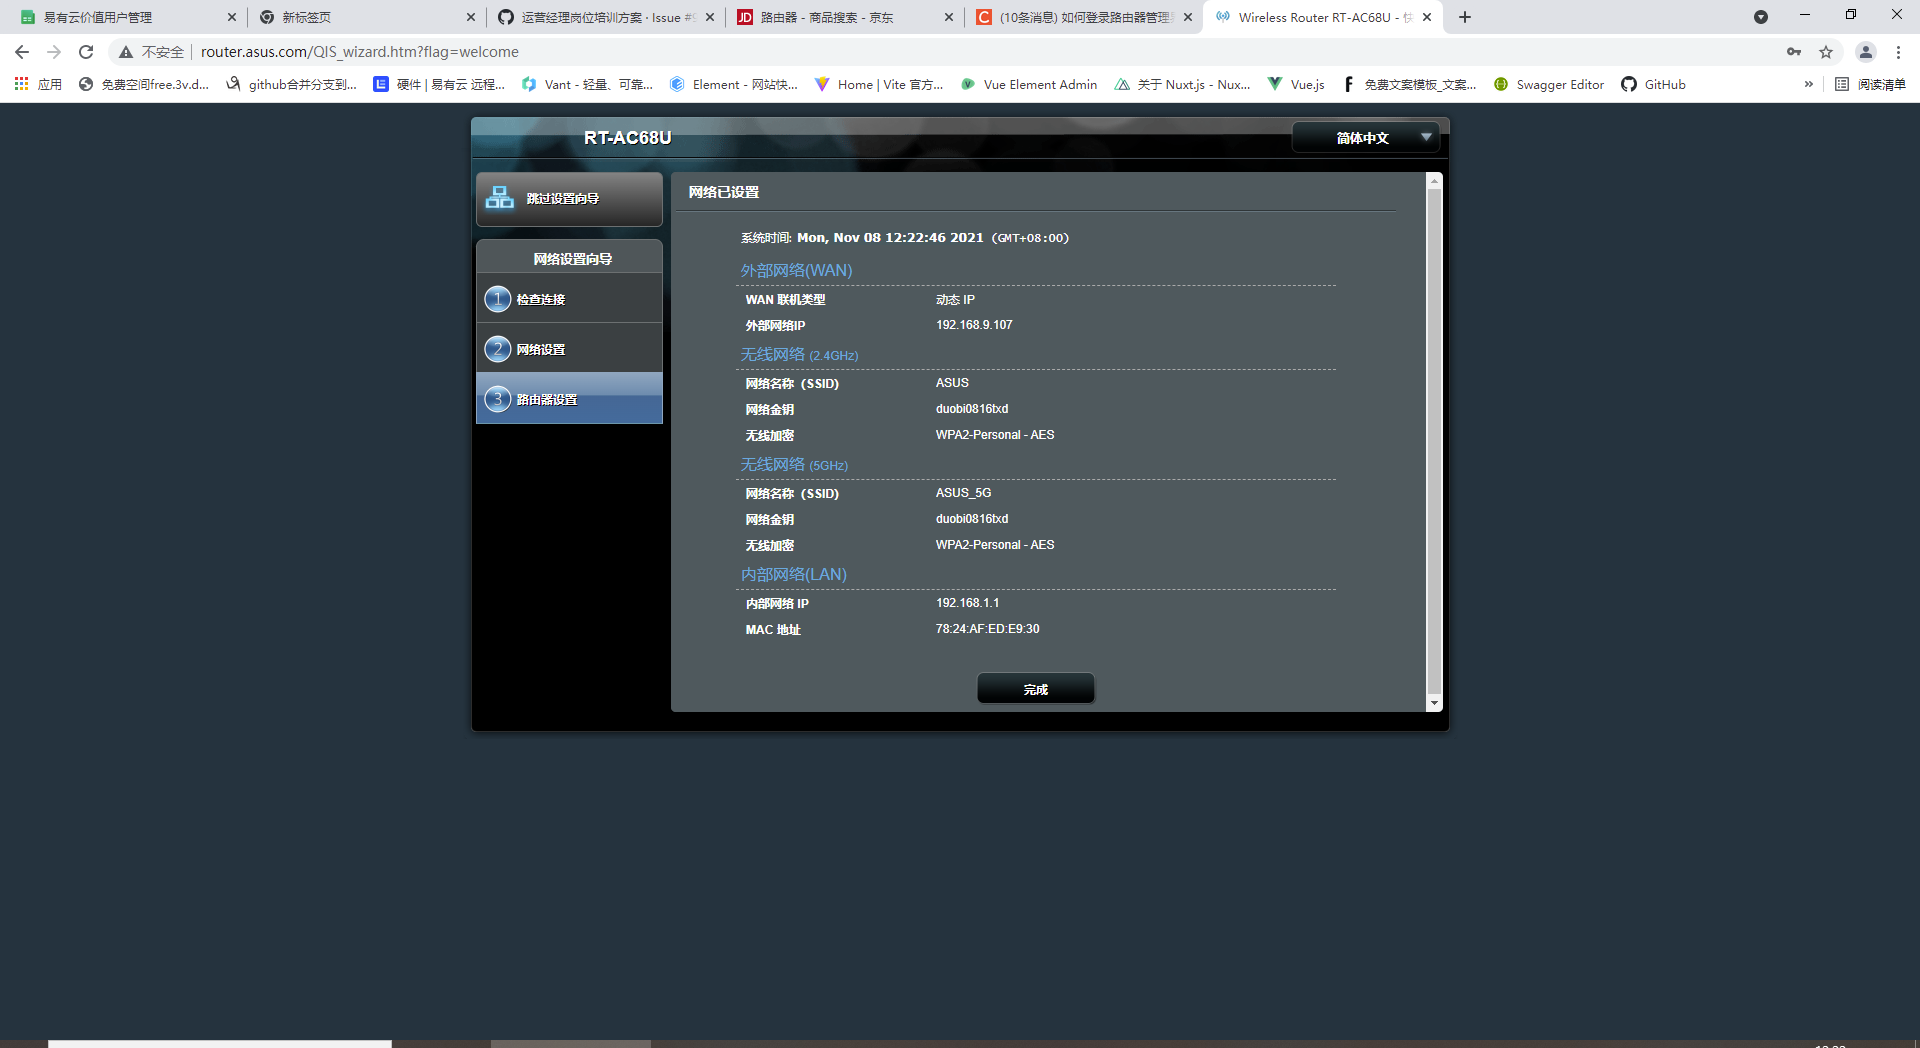 易有云价值用户管理
新标签页
运营经理岗位培训方案 · Issue #9
路由器 - 商品搜索 - 京东
(10条消息) 如何登录路由器管理
Wireless Router RT-AC68U - 快
不安全
router.asus.com/QIS_wizard.htm?flag=welcome
应用
免费空间free.3v.d...
github合并分支到...
硬件 | 易有云 远程...
Vant - 轻量、可靠...
Element - 网站快...
Home | Vite 官方...
Vue Element Admin
关于 Nuxt.js - Nux...
Vue.js
免费文案模板_文案...
Swagger Editor
GitHub
»
阅读清单
RT-AC68U
简体中文
跳过设置向导
网络设置向导
1 检查连接
2 网络设置
3 路由器设置
网络已设置
系统时间: Mon, Nov 08 12:22:46 2021 (GMT+08:00)
外部网络(WAN)
WAN 联机类型 动态 IP
外部网络IP 192.168.9.107
无线网络 (2.4GHz)
网络名称（SSID) ASUS
网络金钥 duobi0816txd
无线加密 WPA2-Personal - AES
无线网络 (5GHz)
网络名称（SSID) ASUS_5G
网络金钥 duobi0816txd
无线加密 WPA2-Personal - AES
内部网络(LAN)
内部网络 IP 192.168.1.1
MAC 地址 78:24:AF:ED:E9:30
完成